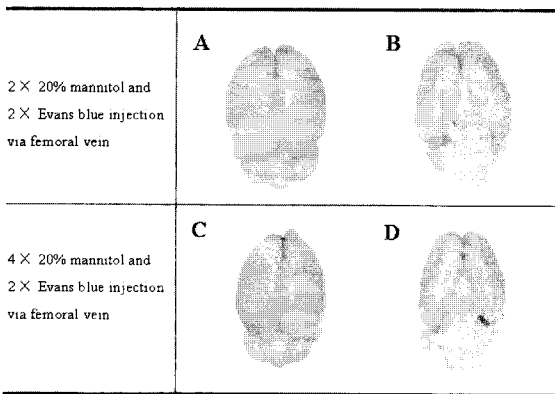 A
B
2 × 20% mannitol and
2 × Evans blue injection
via femoral vein
C
D
4 × 20% mannitol and
2 × Evans blue injection
via femoral vein